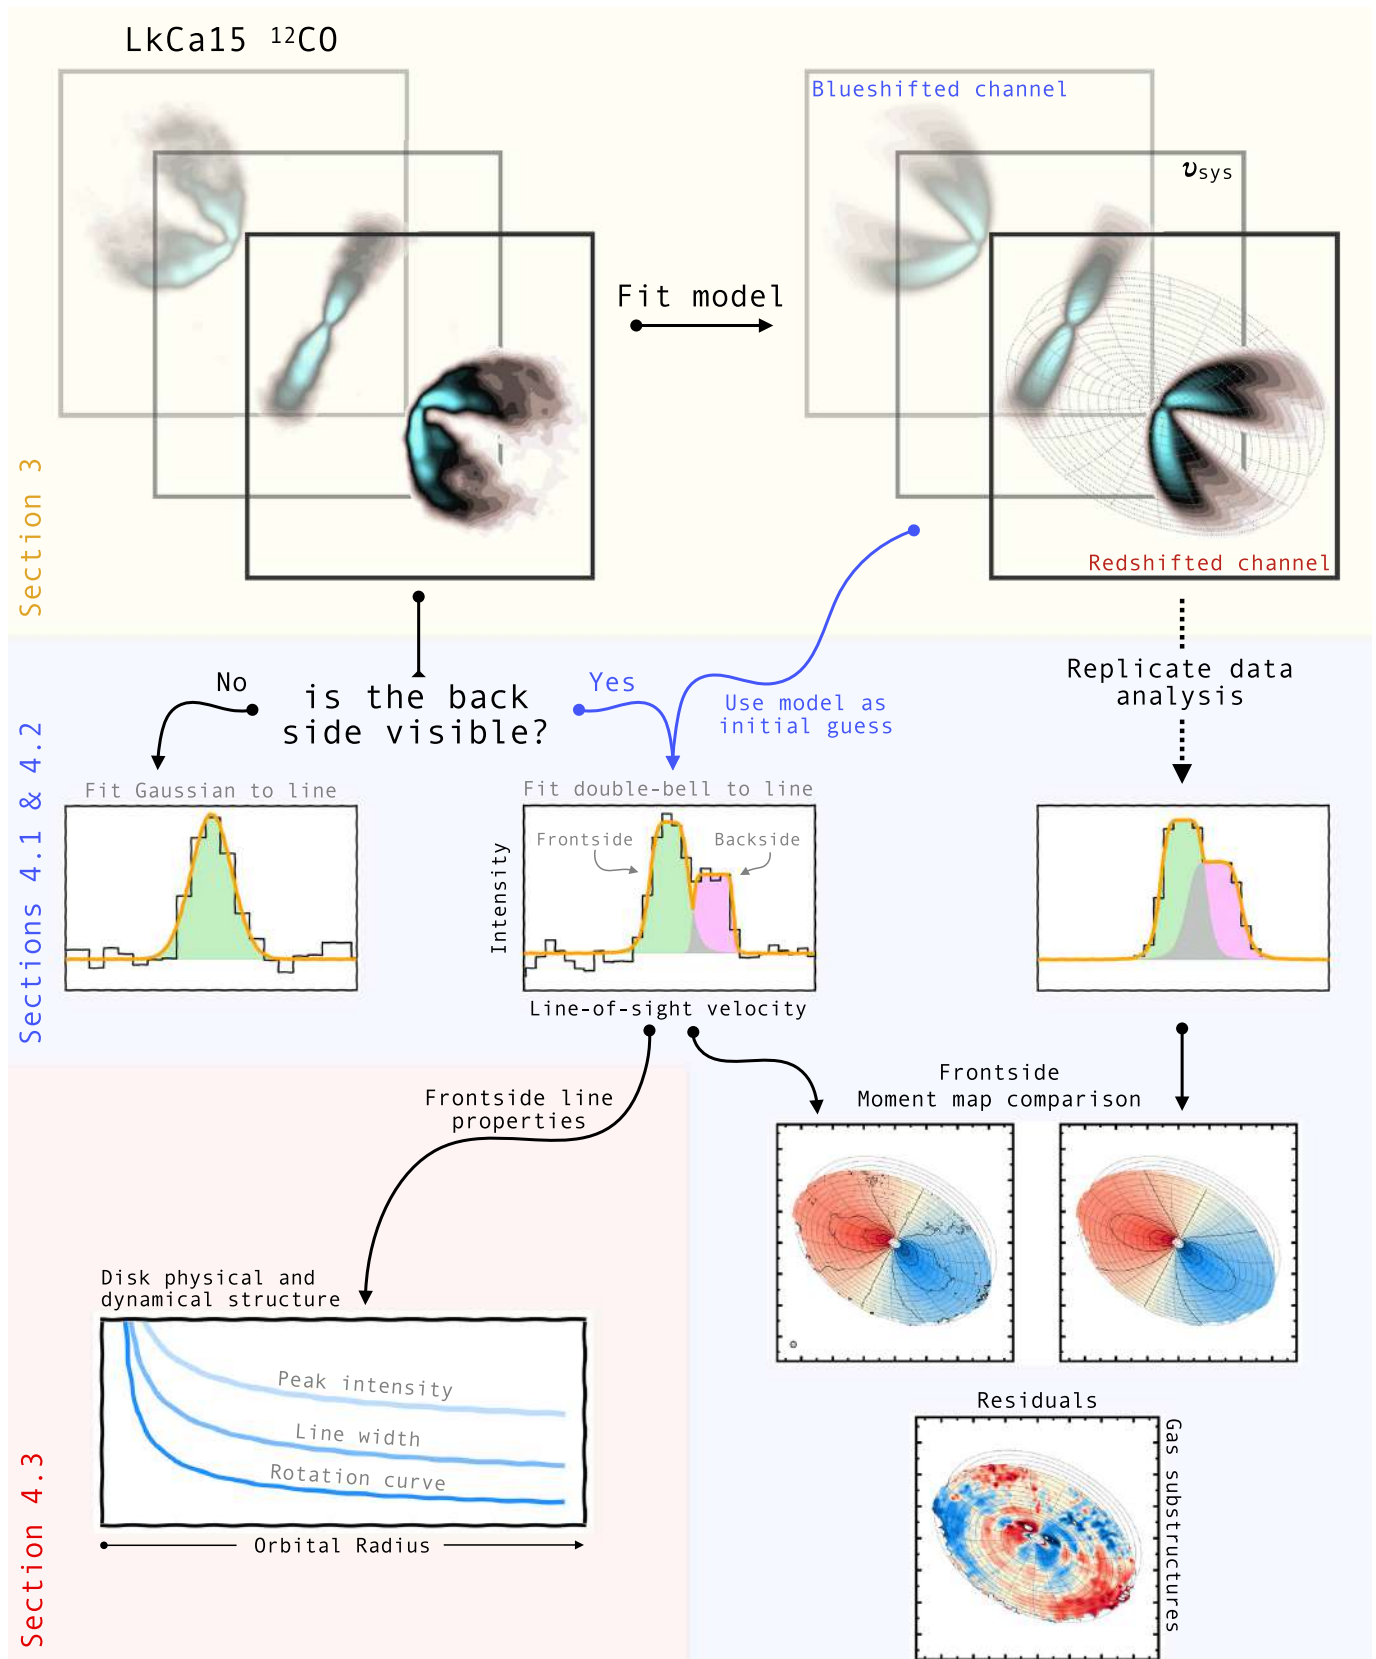 LkCa15 ¹²CO
Blueshifted channel
𝝊sys
Fit model
Redshifted channel
Section 3
No
is the back
side visible?
Yes
Use model as
initial guess
Replicate data
analysis
Sections 4.1 & 4.2
Fit Gaussian to line
Fit double-bell to line
Frontside
Backside
Intensity
Line-of-sight velocity
Frontside line
properties
Frontside
Moment map comparison
Disk physical and
dynamical structure
Peak intensity
Line width
Rotation curve
Orbital Radius
Section 4.3
Residuals
Gas substructures